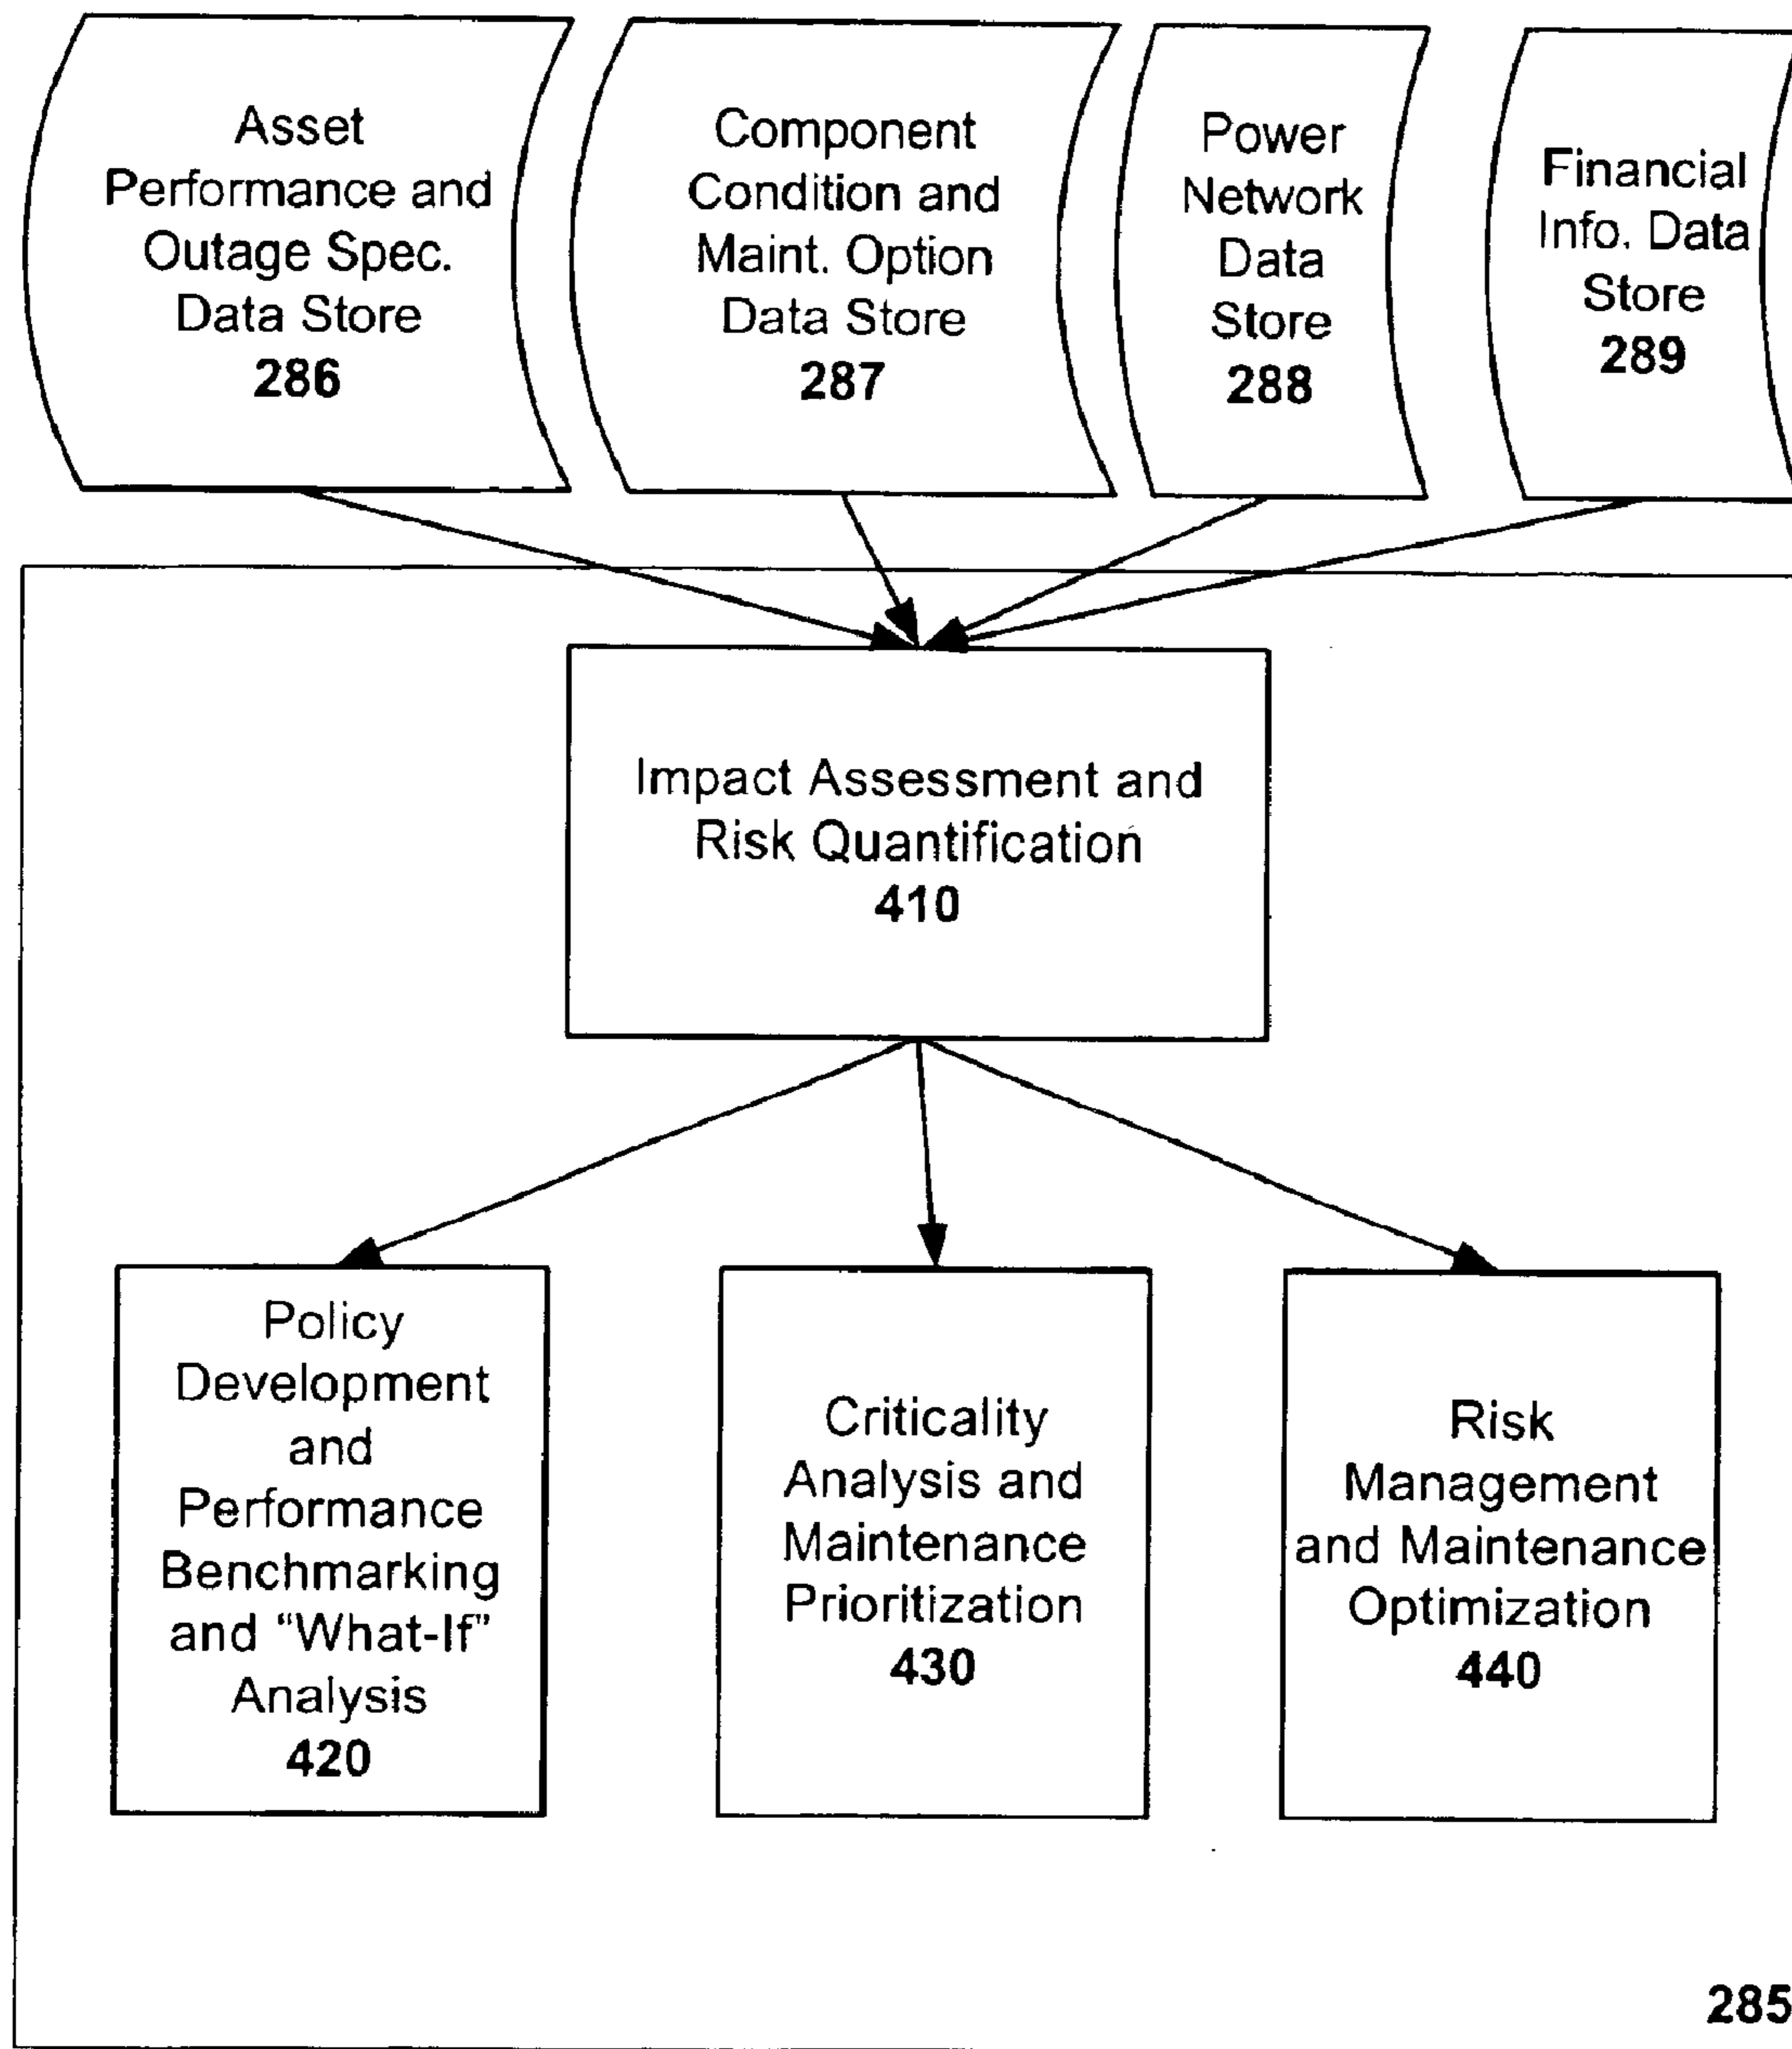 Asset
Performance and
Outage Spec.
Data Store
286
Component
Condition and
Maint. Option
Data Store
287
Power
Network
Data
Store
288
Financial
Info. Data
Store
289
Impact Assessment and
Risk Quantification
410
Policy
Development
and
Performance
Benchmarking
and “What-If”
Analysis
420
Criticality
Analysis and
Maintenance
Prioritization
430
Risk
Management
and Maintenance
Optimization
440
285